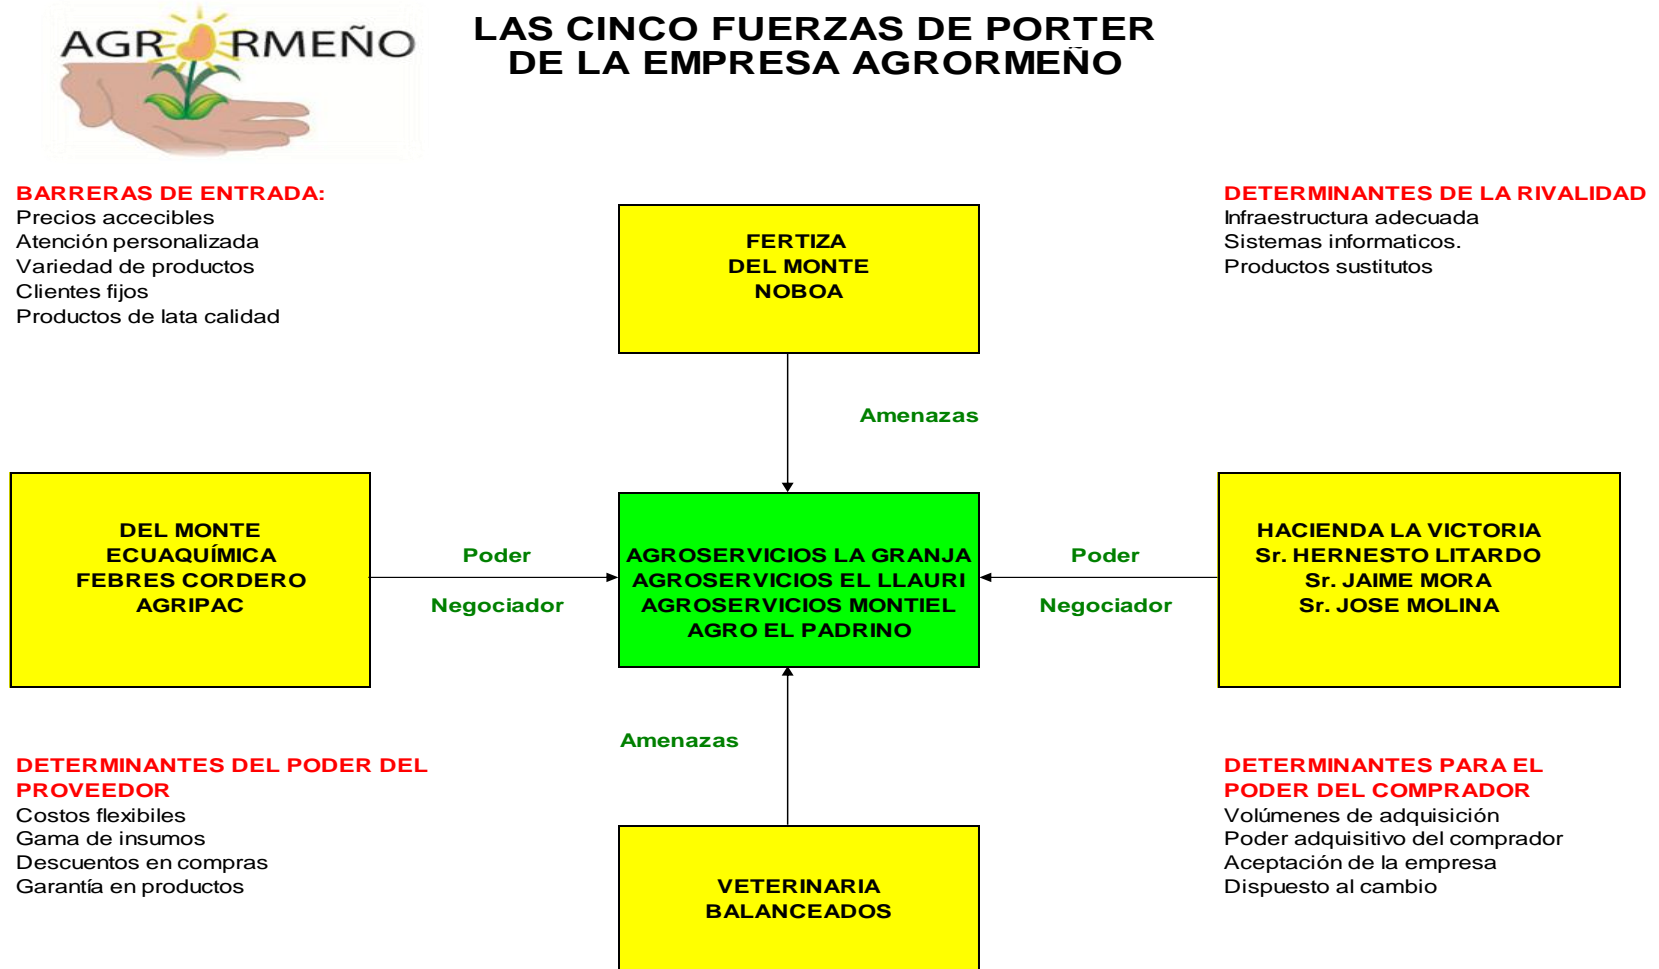 AGRORMEÑO
LAS CINCO FUERZAS DE PORTER
DE LA EMPRESA AGRORMEÑO
BARRERAS DE ENTRADA:
Precios accecibles
Atención personalizada
Variedad de productos
Clientes fijos
Productos de lata calidad
DETERMINANTES DE LA RIVALIDAD
Infraestructura adecuada
Sistemas informaticos.
Productos sustitutos
FERTIZA
DEL MONTE
NOBOA
Amenazas
DEL MONTE
ECUAQUÍMICA
FEBRES CORDERO
AGRIPAC
Poder
Negociador
AGROSERVICIOS LA GRANJA
AGROSERVICIOS EL LLAURI
AGROSERVICIOS MONTIEL
AGRO EL PADRINO
Poder
Negociador
HACIENDA LA VICTORIA
Sr. HERNESTO LITARDO
Sr. JAIME MORA
Sr. JOSE MOLINA
Amenazas
DETERMINANTES DEL PODER DEL
PROVEEDOR
Costos flexibiles
Gama de insumos
Descuentos en compras
Garantía en productos
VETERINARIA
BALANCEADOS
DETERMINANTES PARA EL
PODER DEL COMPRADOR
Volúmenes de adquisición
Poder adquisitivo del comprador
Aceptación de la empresa
Dispuesto al cambio